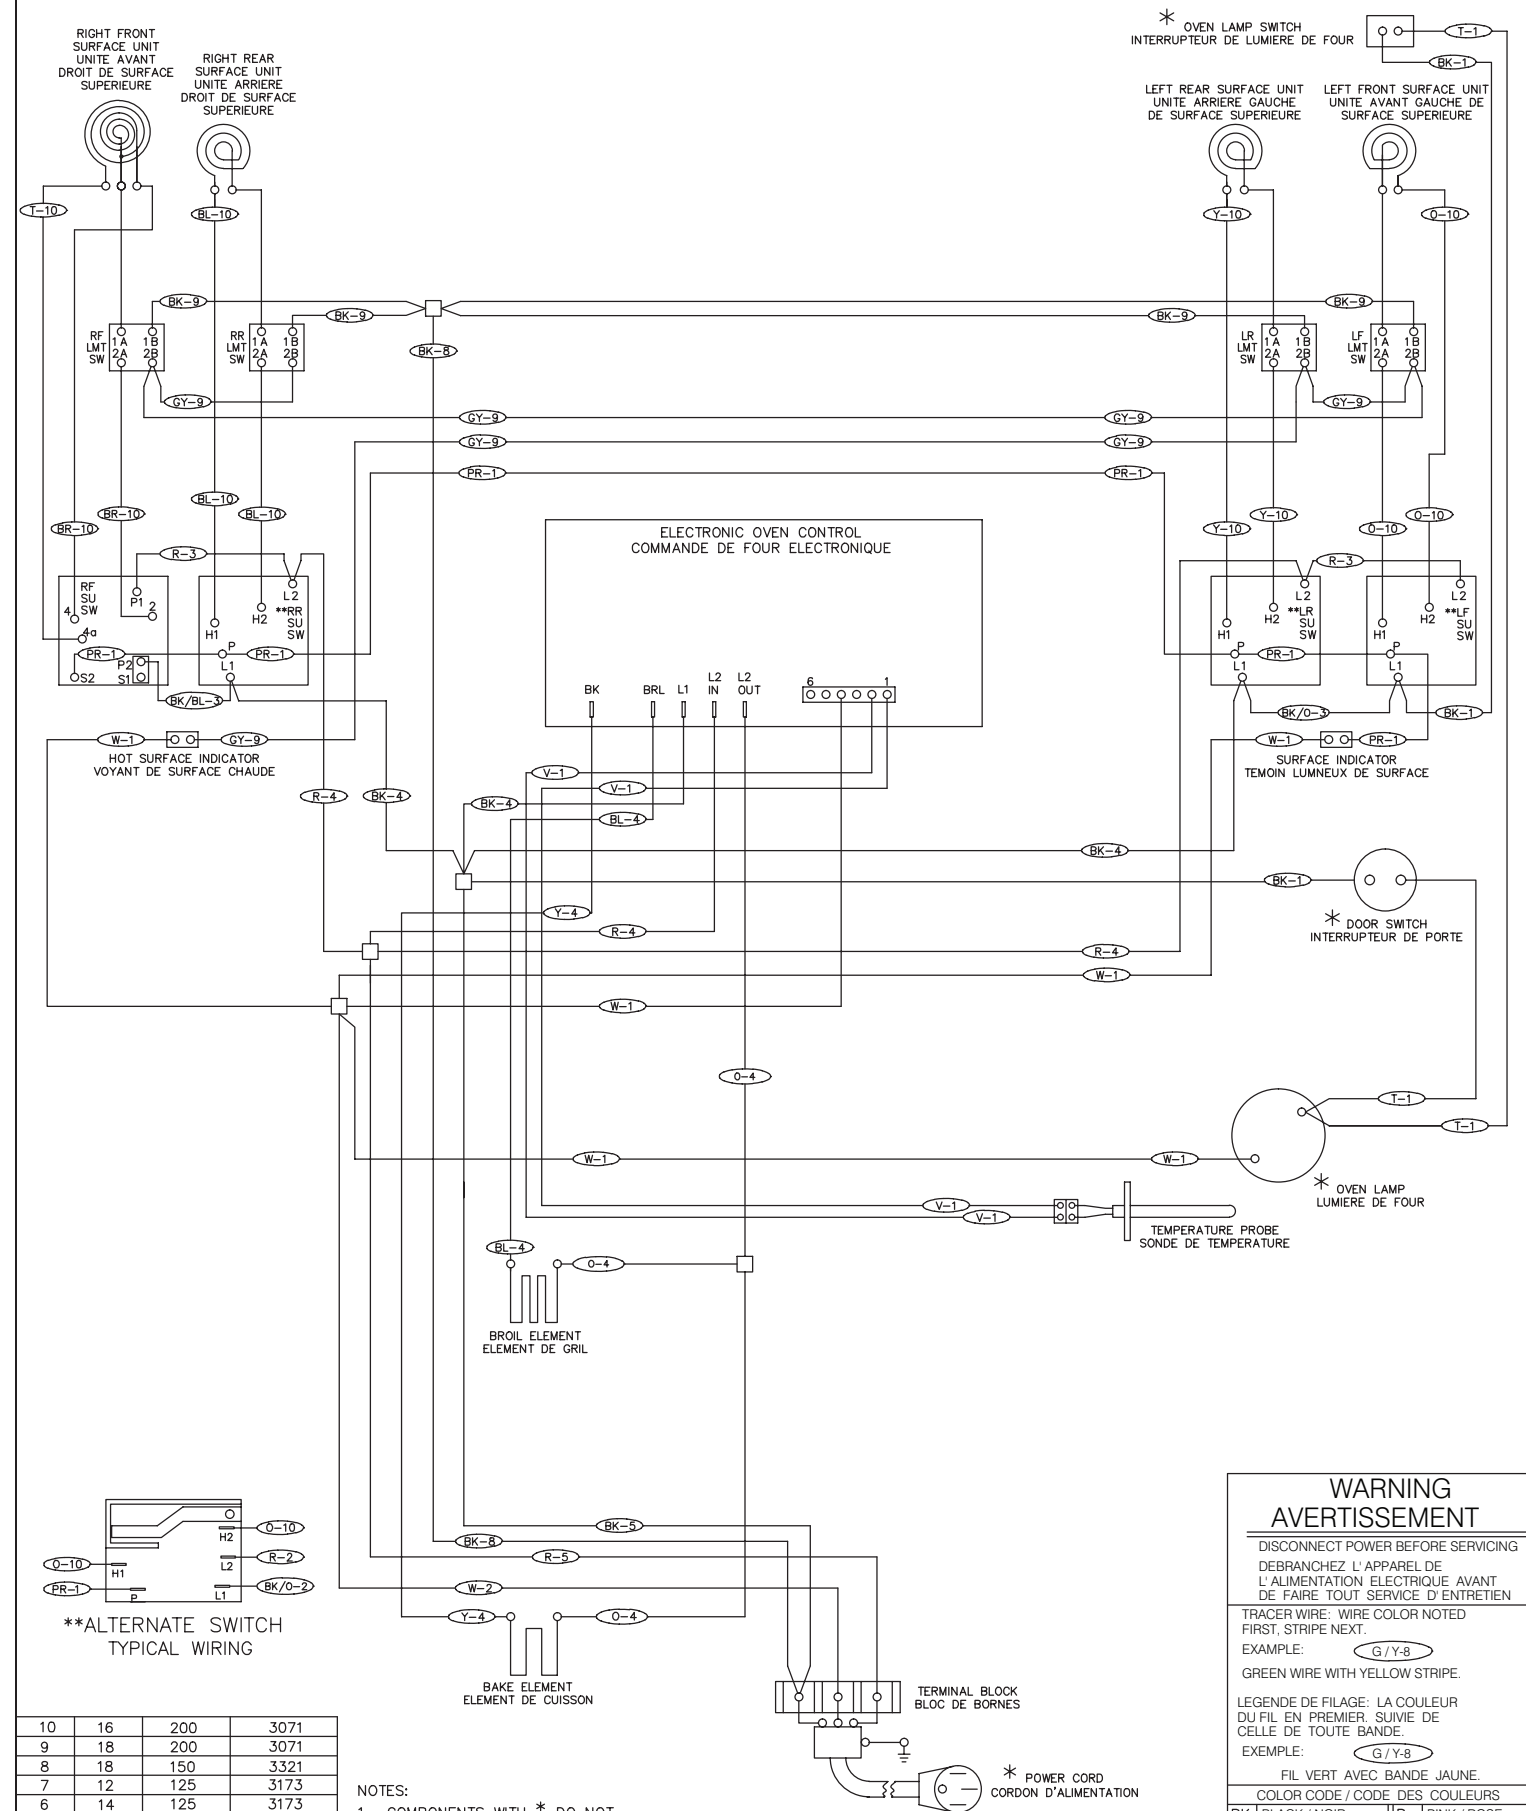 RIGHT FRONT
SURFACE UNIT
UNITE AVANT
DROIT DE SURFACE
SUPERIEURE
RIGHT REAR
SURFACE UNIT
UNITE ARRIERE
DROIT DE SURFACE
SUPERIEURE
* OVEN LAMP SWITCH
INTERRUPTEUR DE LUMIERE DE FOUR
T-1
BK-1
LEFT REAR SURFACE UNIT
UNITE ARRIERE GAUCHE
DE SURFACE SUPERIEURE
LEFT FRONT SURFACE UNIT
UNITE AVANT GAUCHE DE
SURFACE SUPERIEURE
T-10
BL-10
Y-10
O-10
BK-9
BK-9
BK-9
BK-9
BK-8
RF
LMT
SW
1A 1B
2A 2B
RR
LMT
SW
1A 1B
2A 2B
LR
LMT
SW
1A 1B
2A 2B
LF
LMT
SW
1A 1B
2A 2B
GY-9
GY-9
GY-9
GY-9
GY-9
GY-9
PR-1
PR-1
BR-10
BR-10
BL-10
BL-10
Y-10
Y-10
O-10
O-10
R-3
R-3
ELECTRONIC OVEN CONTROL
COMMANDE DE FOUR ELECTRONIQUE
BK
BRL
L1
L2
IN
L2
OUT
6
1
RF
SU
SW
P1
2
4
4a
PR-1
P2
S1
S2
BK/BL-3
L2
**RR
SU
SW
H2
H1
P
PR-1
L1
L2
**LR
SU
SW
H2
H1
P
PR-1
L1
L2
**LF
SU
SW
H2
H1
P
L1
BK/O-3
BK-1
W-1
GY-9
HOT SURFACE INDICATOR
VOYANT DE SURFACE CHAUDE
W-1
PR-1
SURFACE INDICATOR
TEMOIN LUMNEUX DE SURFACE
R-4
BK-4
V-1
V-1
BK-4
BL-4
BK-4
BK-1
* DOOR SWITCH
INTERRUPTEUR DE PORTE
Y-4
R-4
R-4
W-1
W-1
O-4
T-1
T-1
W-1
W-1
* OVEN LAMP
LUMIERE DE FOUR
V-1
V-1
TEMPERATURE PROBE
SONDE DE TEMPERATURE
BL-4
O-4
BROIL ELEMENT
ELEMENT DE GRIL
O-10
H2
O-10
H1
R-2
L2
PR-1
P
BK/O-2
L1
**ALTERNATE SWITCH
TYPICAL WIRING
BK-5
BK-8
R-5
W-2
Y-4
O-4
BAKE ELEMENT
ELEMENT DE CUISSON
TERMINAL BLOCK
BLOC DE BORNES
* POWER CORD
CORDON D'ALIMENTATION
WARNING
AVERTISSEMENT
DISCONNECT POWER BEFORE SERVICING
DEBRANCHEZ L' APPAREL DE
L' ALIMENTATION ELECTRIQUE AVANT
DE FAIRE TOUT SERVICE D' ENTRETIEN
TRACER WIRE: WIRE COLOR NOTED
FIRST, STRIPE NEXT.
EXAMPLE: G / Y-8
GREEN WIRE WITH YELLOW STRIPE.
LEGENDE DE FILAGE: LA COULEUR
DU FIL EN PREMIER. SUIVIE DE
CELLE DE TOUTE BANDE.
EXEMPLE: G / Y-8
FIL VERT AVEC BANDE JAUNE.
COLOR CODE / CODE DES COULEURS
10 16 200 3071
9 18 200 3071
8 18 150 3321
7 12 125 3173
6 14 125 3173
NOTES: